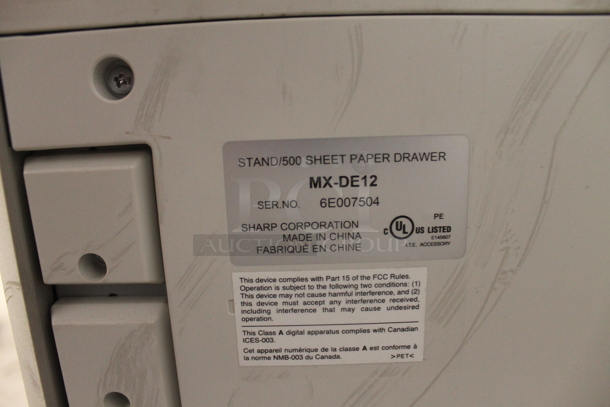 STAND/500 SHEET PAPER DRAWER
MX-DE12
SER.NO. 6E007504
SHARP CORPORATION
MADE IN CHINA
FABRIQUÉ EN CHINE
PE
C UL US LISTED
E149607
I.T.E. ACCESSORY
AUCTION GROUP
This device complies with Part 15 of the FCC Rules.
Operation is subject to the following two conditions: (1)
This device may not cause harmful interference, and (2)
this device must accept any interference received,
including interference that may cause undesired
operation.
This Class A digital apparatus complies with Canadian
ICES-003.
Cet appareil numérique de la classe A est conforme à
la norme NMB-003 du Canada.
>PET<